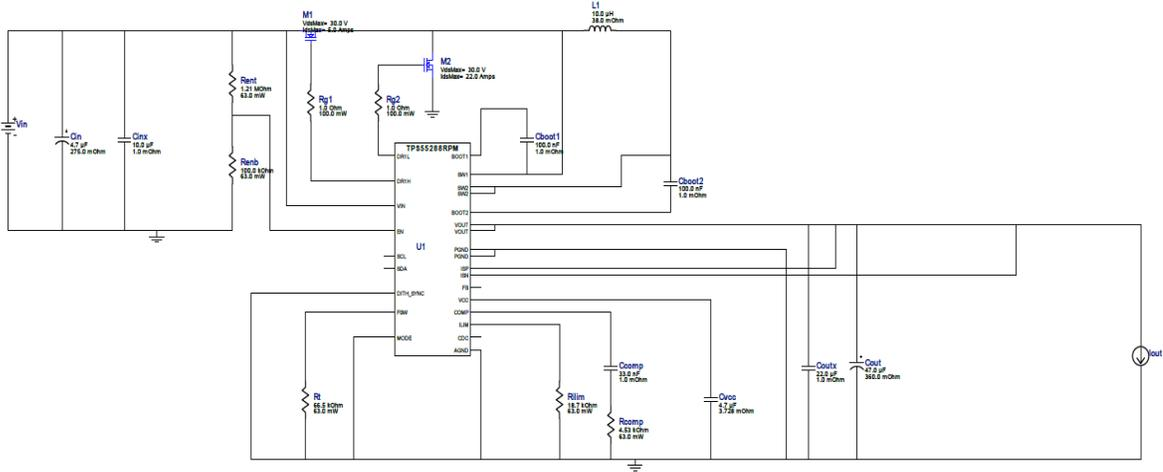 M1
VdsMax= 30.0 V
IdsMax= 5.0 Amps
L1
10.0 µH
38.0 mOhm
M2
VdsMax= 30.0 V
IdsMax= 22.0 Amps
Rent
1.21 MOhm
63.0 mW
Rg1
1.0 Ohm
100.0 mW
Rg2
1.0 Ohm
100.0 mW
Vin
Cin
4.7 µF
275.0 mOhm
Cinx
10.0 µF
1.0 mOhm
Renb
100.0 kOhm
63.0 mW
Cboot1
100.0 nF
1.0 mOhm
Cboot2
100.0 nF
1.0 mOhm
TPS55288RPM
DR1L
DR1H
VIN
EN
SCL
SDA
DITH_SYNC
FSW
MODE
U1
BOOT1
SW1
SW2
SW2
BOOT2
VOUT
VOUT
PGND
PGND
ISP
ISN
FB
VCC
COMP
ILIM
CDC
AGND
Rt
66.5 kOhm
63.0 mW
Rilim
18.7 kOhm
63.0 mW
Ccomp
33.0 nF
1.0 mOhm
Rcomp
4.53 kOhm
63.0 mW
Cvcc
4.7 µF
3.728 mOhm
Coutx
22.0 µF
1.0 mOhm
Cout
47.0 µF
360.0 mOhm
Iout